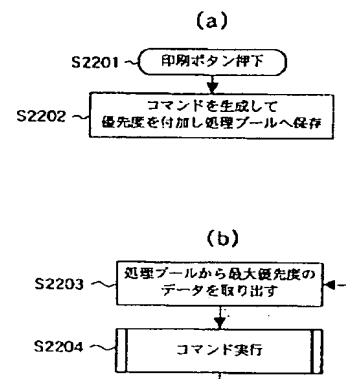 (a)
S2201 印刷ボタン押下
S2202 コマンドを生成して
優先度を付加し処理プールへ保存
(b)
S2203 処理プールから最大優先度の
データを取り出す
S2204 コマンド実行